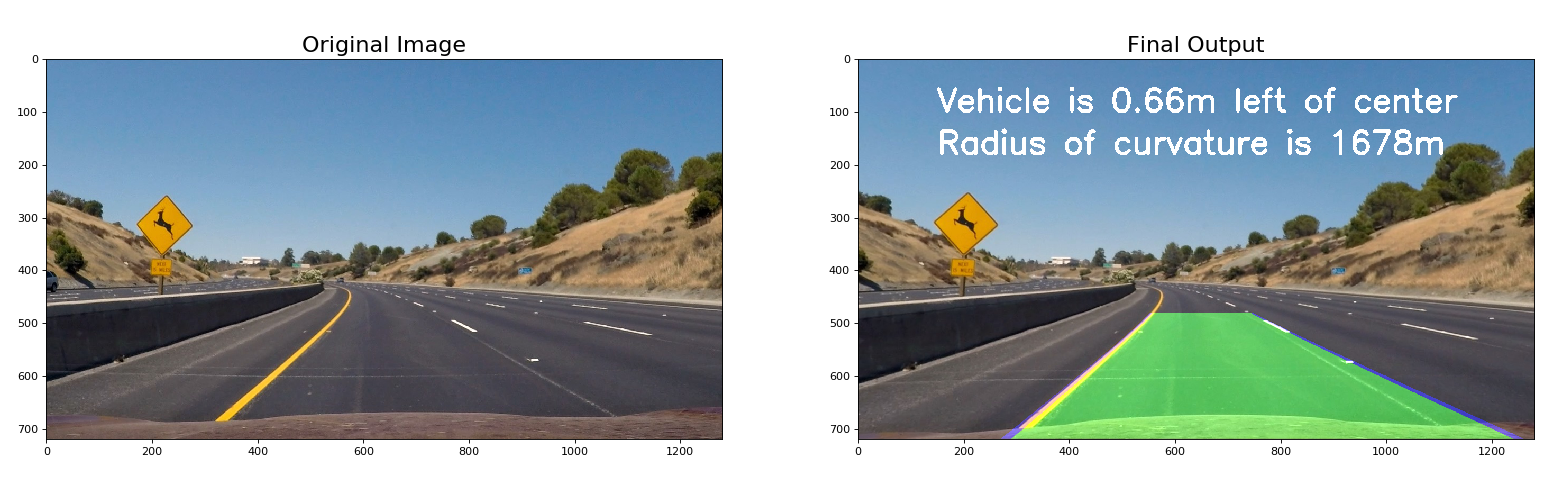 Original Image
0
100
200
300
400
500
600
700
0 200 400 600 800 1000 1200
Final Output
Vehicle is 0.66m left of center
Radius of curvature is 1678m
0
100
200
300
400
500
600
700
0 200 400 600 800 1000 1200